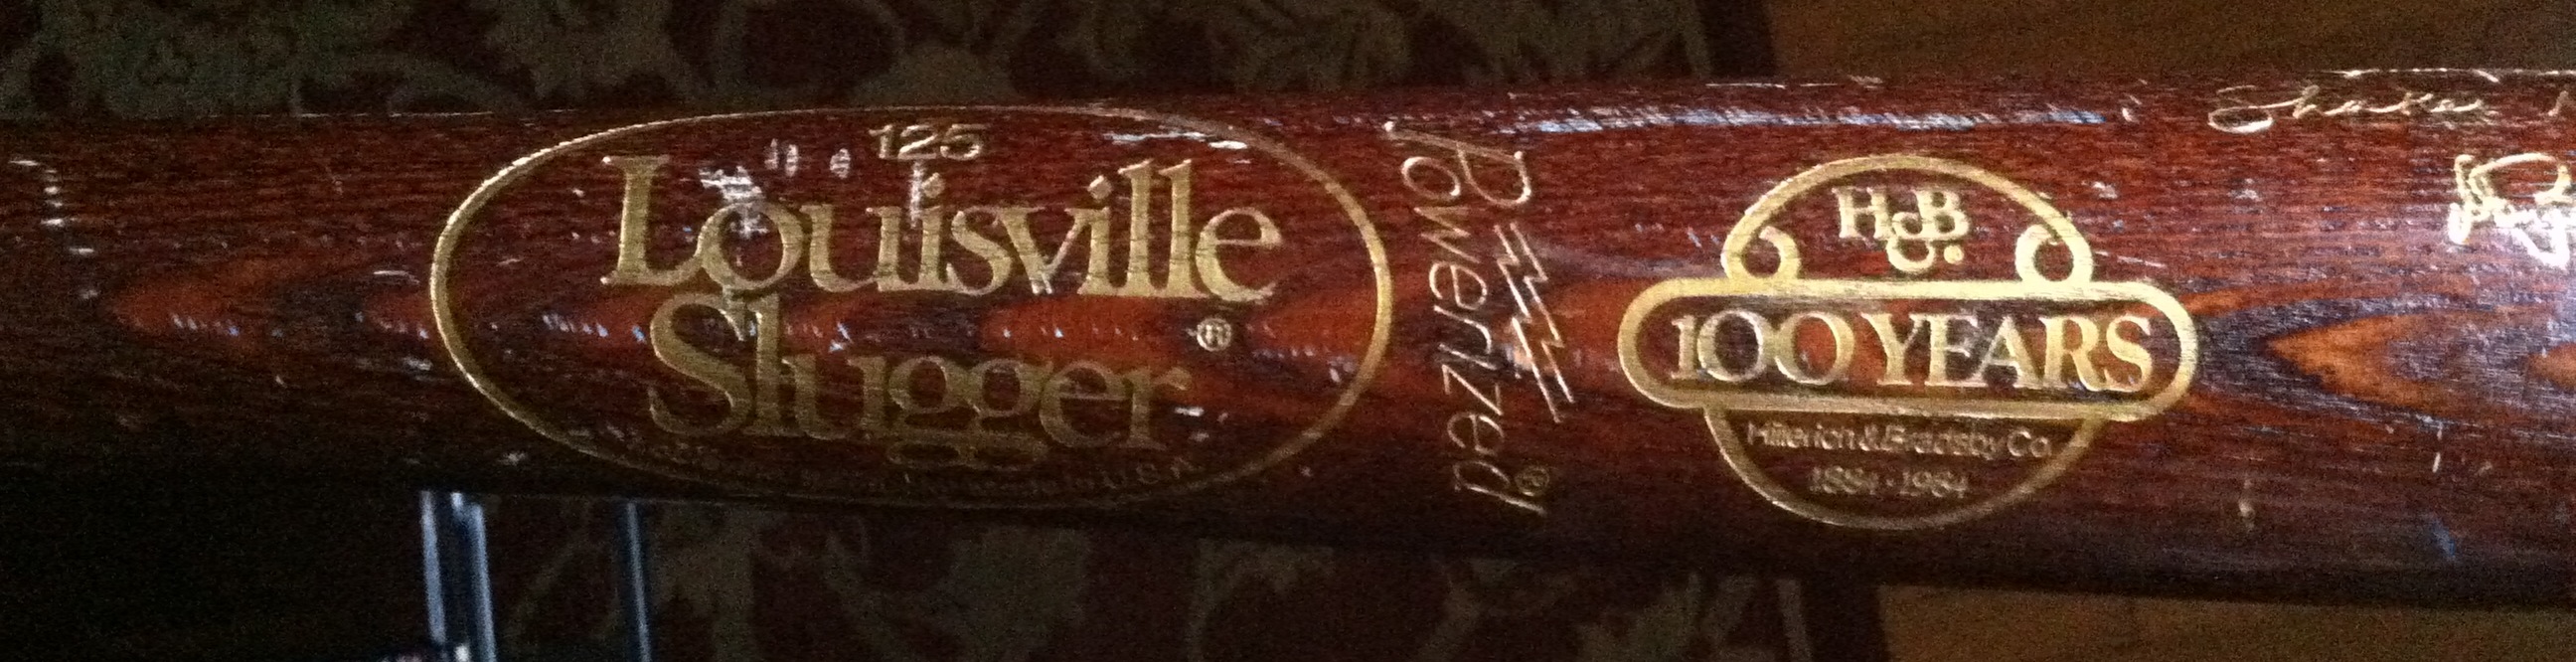 125
Louisville
Slugger
®
Powerized
®
H&B
Co.
100 YEARS
Hillerich & Bradsby Co.
1884 - 1984